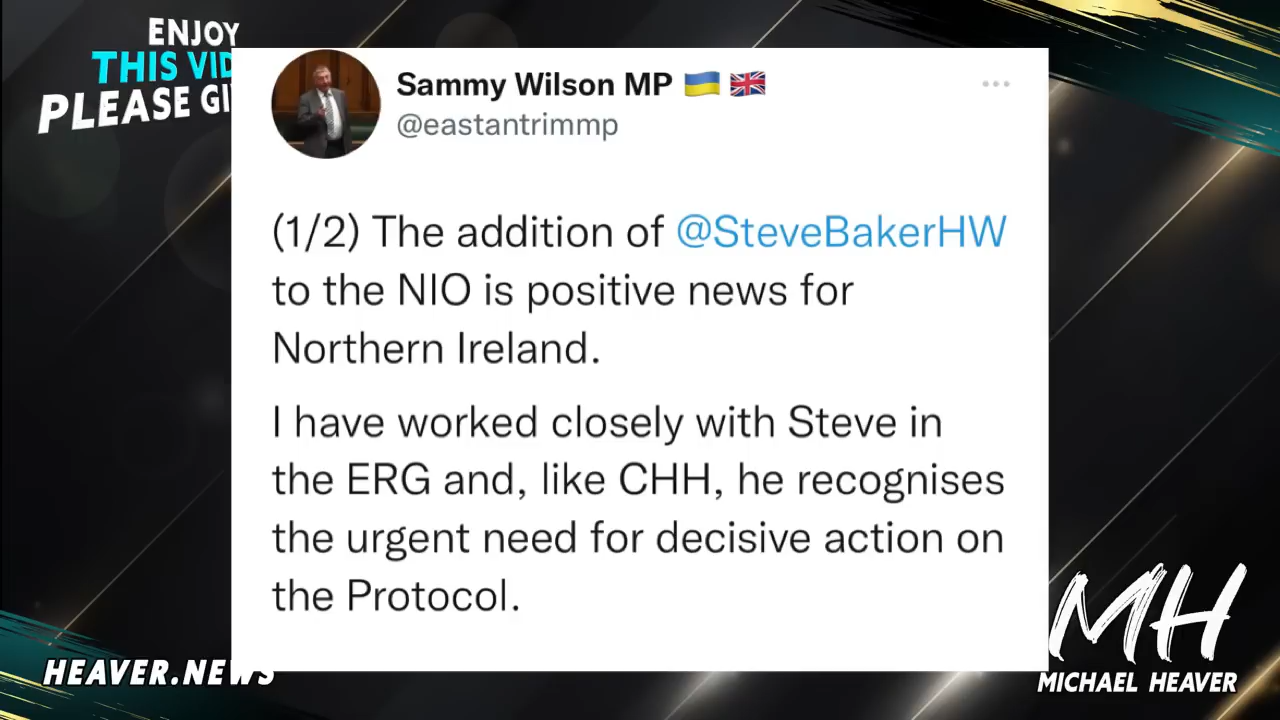 ENJOY
THIS VID
PLEASE GI
Sammy Wilson MP 🇺🇦 🇬🇧
@eastantrimmp
(1/2) The addition of @SteveBakerHW
to the NIO is positive news for
Northern Ireland.
I have worked closely with Steve in
the ERG and, like CHH, he recognises
the urgent need for decisive action on
the Protocol.
HEAVER.NEWS
MH
MICHAEL HEAVER